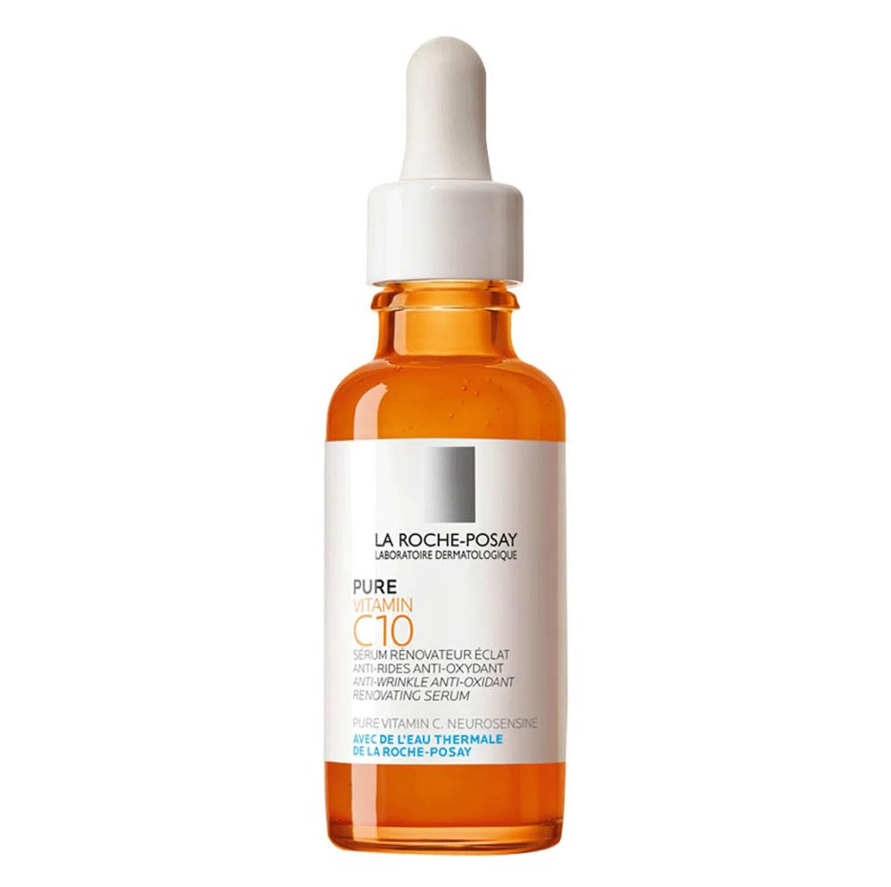 LA ROCHE-POSAY
LABORATOIRE DERMATOLOGIQUE
PURE
VITAMIN
C10
SÉRUM RÉNOVATEUR ÉCLAT
ANTI-RIDES ANTI-OXYDANT
ANTI-WRINKLE ANTI-OXIDANT
RENOVATING SERUM
PURE VITAMIN C. NEUROSENSINE
AVEC DE L'EAU THERMALE
DE LA ROCHE-POSAY